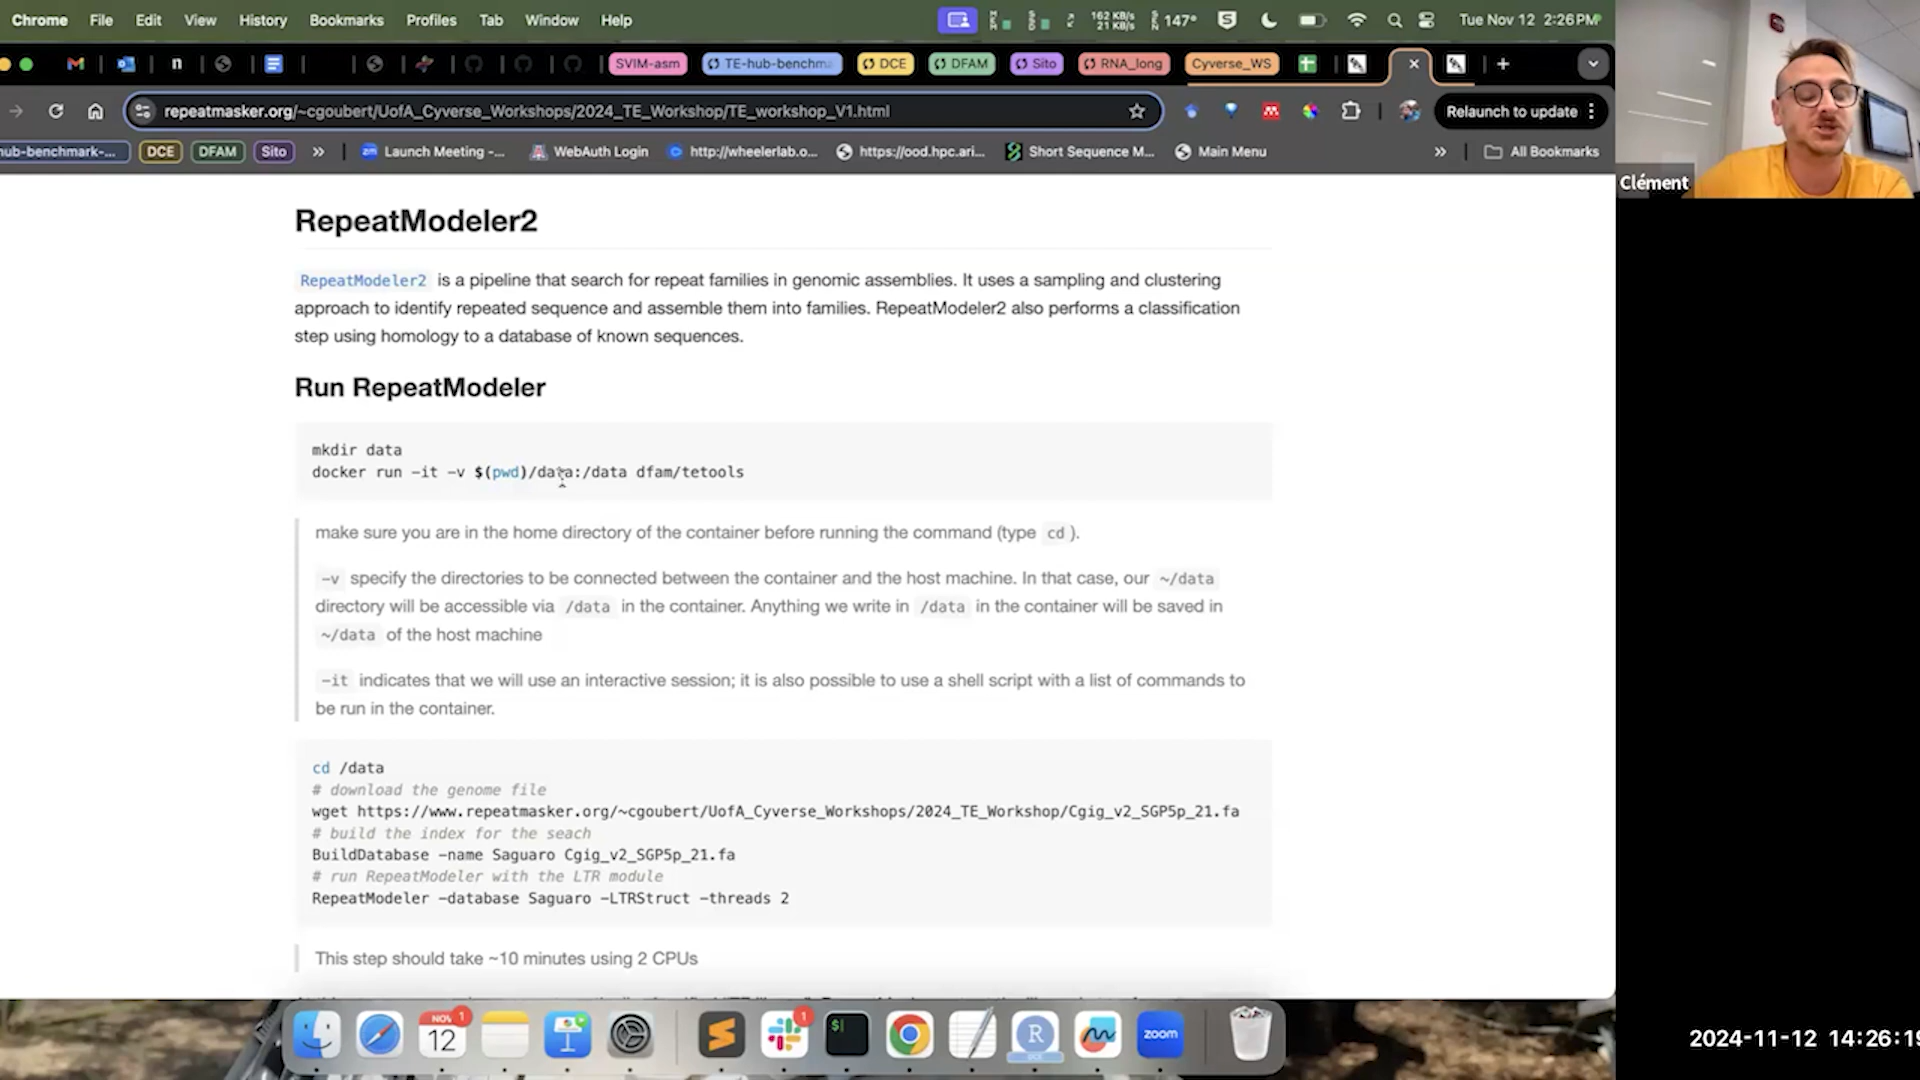 Chrome File Edit View History Bookmarks Profiles Tab Window Help 162 KB/s 21 KB/s 147° Tue Nov 12 2:26 PM
SVIM-asm TE-hub-benchma DCE DFAM Sito RNA_long Cyverse_WS
repeatmasker.org/~cgoubert/UofA_Cyverse_Workshops/2024_TE_Workshop/TE_workshop_V1.html Relaunch to update
ub-benchmark-... DCE DFAM Sito » Launch Meeting -... WebAuth Login http://wheelerlab.o... https://ood.hpc.ari... Short Sequence M... Main Menu » All Bookmarks
Clément
RepeatModeler2
RepeatModeler2 is a pipeline that search for repeat families in genomic assemblies. It uses a sampling and clustering
approach to identify repeated sequence and assemble them into families. RepeatModeler2 also performs a classification
step using homology to a database of known sequences.
Run RepeatModeler
mkdir data
docker run -it -v $(pwd)/data:/data dfam/tetools
make sure you are in the home directory of the container before running the command (type cd ).
-v specify the directories to be connected between the container and the host machine. In that case, our ~/data
directory will be accessible via /data in the container. Anything we write in /data in the container will be saved in
~/data of the host machine
-it indicates that we will use an interactive session; it is also possible to use a shell script with a list of commands to
be run in the container.
cd /data
# download the genome file
wget https://www.repeatmasker.org/~cgoubert/UofA_Cyverse_Workshops/2024_TE_Workshop/Cgig_v2_SGP5p_21.fa
# build the index for the seach
BuildDatabase -name Saguaro Cgig_v2_SGP5p_21.fa
# run RepeatModeler with the LTR module
RepeatModeler -database Saguaro -LTRStruct -threads 2
This step should take ~10 minutes using 2 CPUs
NOV 1
12
1
$
R
zoom
2024-11-12 14:26:19